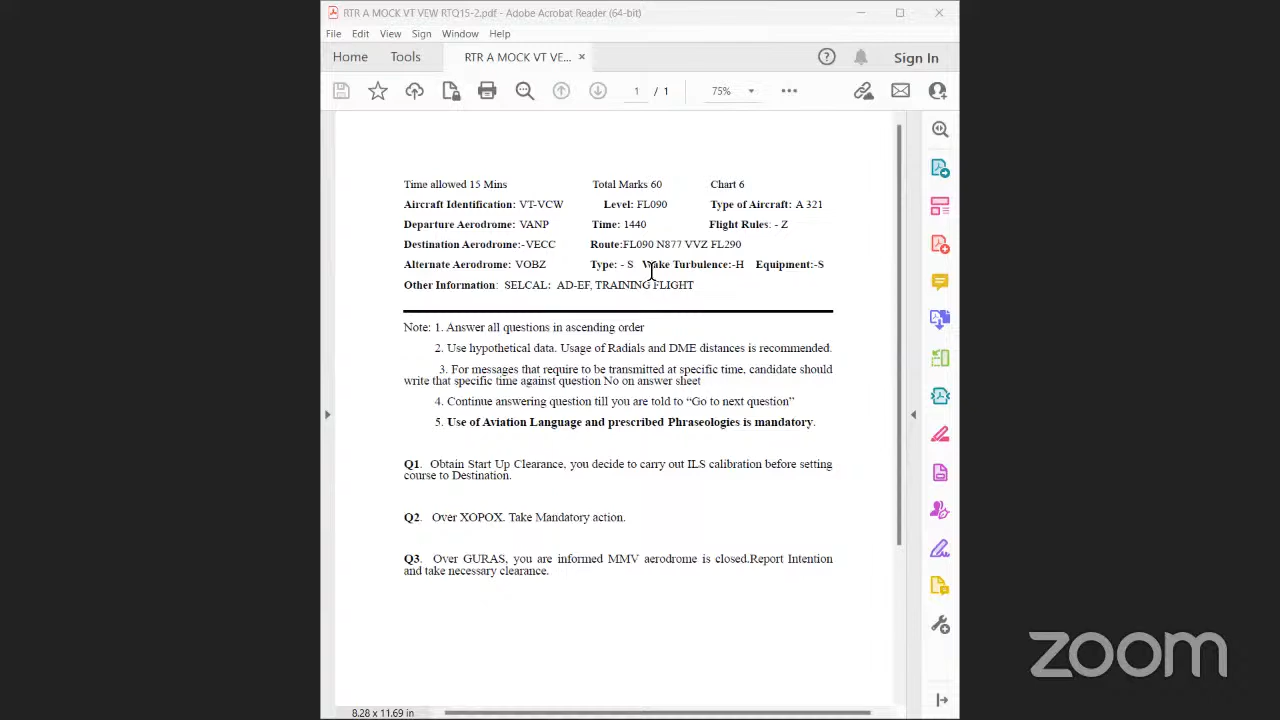 RTR A MOCK VT VEW RTQ15-2.pdf - Adobe Acrobat Reader (64-bit)
File Edit View Sign Window Help
Home Tools RTR A MOCK VT VE... × Sign In
1 / 1 75%
Time allowed 15 Mins Total Marks 60 Chart 6
Aircraft Identification: VT-VCW Level: FL090 Type of Aircraft: A 321
Departure Aerodrome: VANP Time: 1440 Flight Rules: - Z
Destination Aerodrome:-VECC Route:FL090 N877 VVZ FL290
Alternate Aerodrome: VOBZ Type: - S Wake Turbulence:-H Equipment:-S
Other Information: SELCAL: AD-EF, TRAINING FLIGHT
Note: 1. Answer all questions in ascending order
2. Use hypothetical data. Usage of Radials and DME distances is recommended.
3. For messages that require to be transmitted at specific time, candidate should
write that specific time against question No on answer sheet
4. Continue answering question till you are told to “Go to next question”
5. Use of Aviation Language and prescribed Phraseologies is mandatory.
Q1. Obtain Start Up Clearance, you decide to carry out ILS calibration before setting
course to Destination.
Q2. Over XOPOX. Take Mandatory action.
Q3. Over GURAS, you are informed MMV aerodrome is closed.Report Intention
and take necessary clearance.
8.28 x 11.69 in
zoom